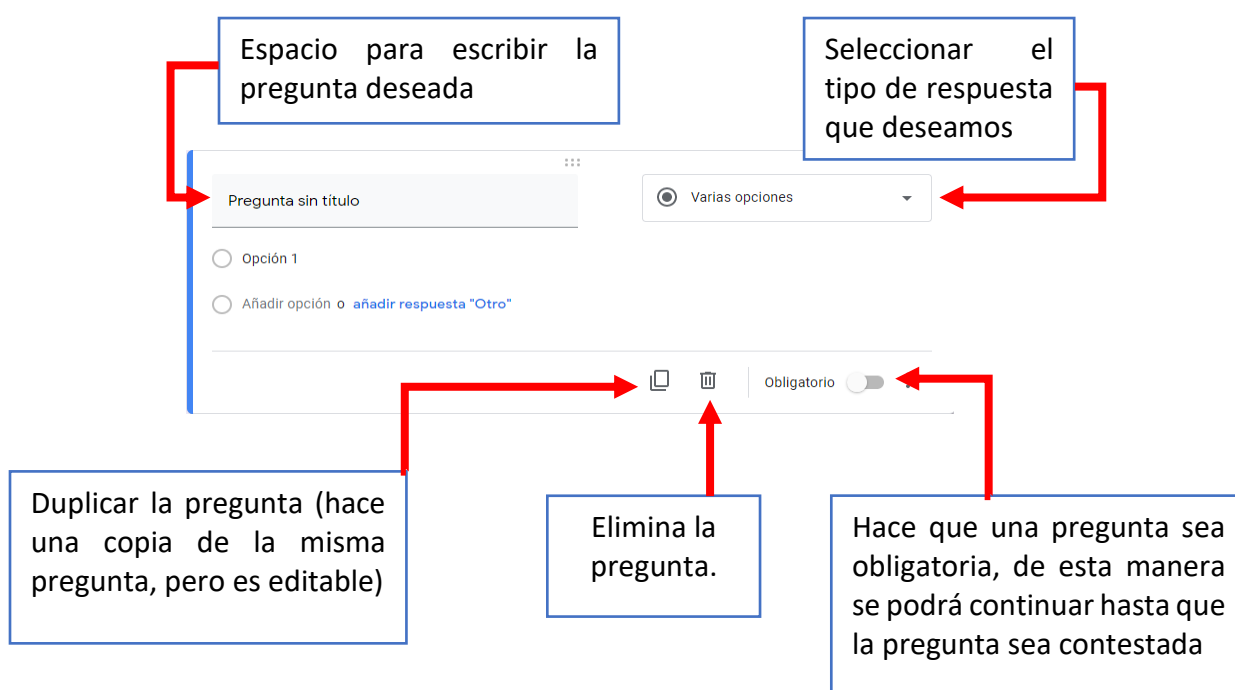 Espacio para escribir la
pregunta deseada
Seleccionar el
tipo de respuesta
que deseamos
Pregunta sin título
Varias opciones
Opción 1
Añadir opción o añadir respuesta "Otro"
Obligatorio
Duplicar la pregunta (hace
una copia de la misma
pregunta, pero es editable)
Elimina la
pregunta.
Hace que una pregunta sea
obligatoria, de esta manera
se podrá continuar hasta que
la pregunta sea contestada